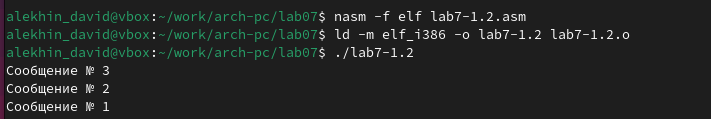 alekhin_david@vbox:~/work/arch-pc/lab07$ nasm -f elf lab7-1.2.asm
alekhin_david@vbox:~/work/arch-pc/lab07$ ld -m elf_i386 -o lab7-1.2 lab7-1.2.o
alekhin_david@vbox:~/work/arch-pc/lab07$ ./lab7-1.2
Сообщение № 3
Сообщение № 2
Сообщение № 1